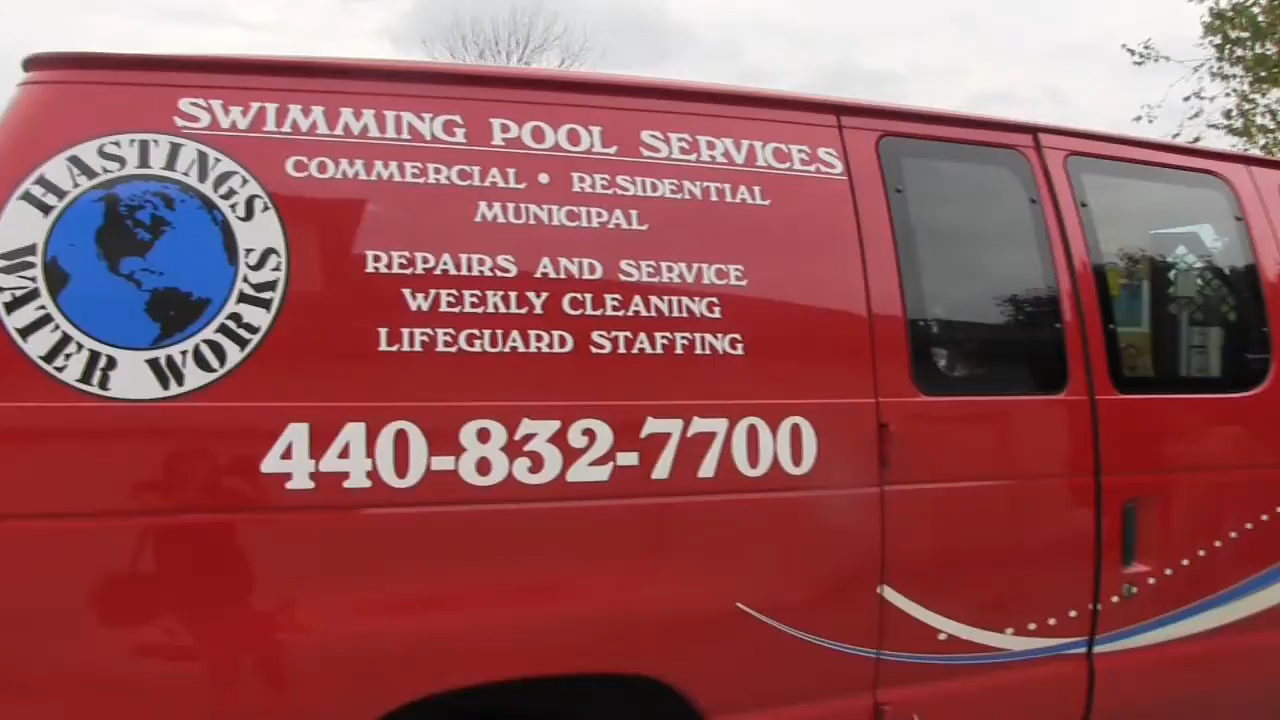 HASTINGS
WATER WORKS
SWIMMING POOL SERVICES
COMMERCIAL • RESIDENTIAL
MUNICIPAL
REPAIRS AND SERVICE
WEEKLY CLEANING
LIFEGUARD STAFFING
440-832-7700